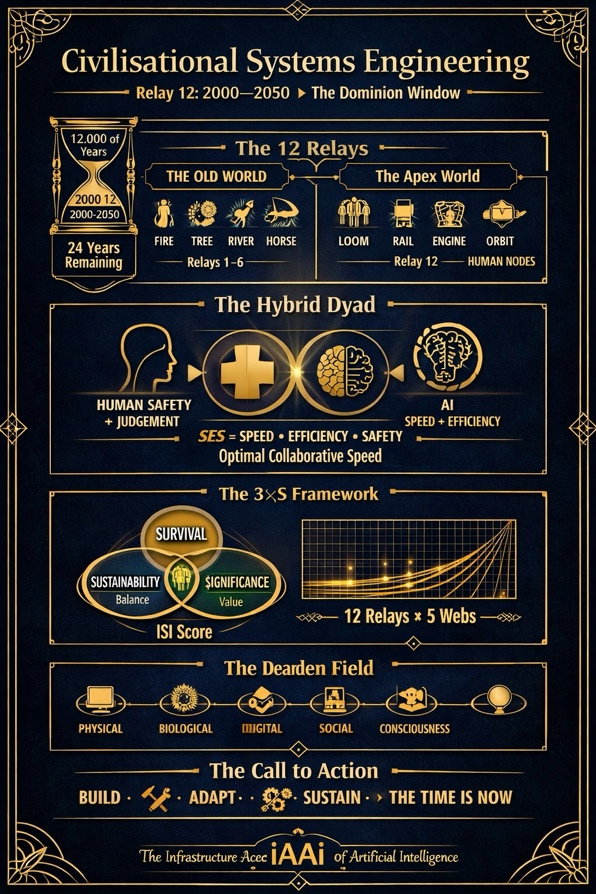 Civilisational Systems Engineering
Relay 12: 2000—2050 ▸ The Dominion Window
12.000 of
Years
2000 12
2000-2050
24 Years
Remaining
The 12 Relays
THE OLD WORLD
FIRE TREE RIVER HORSE
Relays 1–6
The Apex World
LOOM RAIL ENGINE ORBIT
Relay 12 — HUMAN NODES
The Hybrid Dyad
HUMAN SAFETY
+ JUDGEMENT
AI
SPEED + EFFICIENCY
SES = SPEED • EFFICIENCY • SAFETY
Optimal Collaborative Speed
The 3×S Framework
SURVIVAL
SUSTAINABILITY
Balance
$IGNIFICANCE
Value
ISI Score
12 Relays × 5 Webs
The Dearden Field
PHYSICAL BIOLOGICAL DIGITAL SOCIAL CONSCIOUSNESS
The Call to Action
BUILD · ADAPT · · SUSTAIN · THE TIME IS NOW
The Infrastructure Acec iAAi of Artificial Intelligence